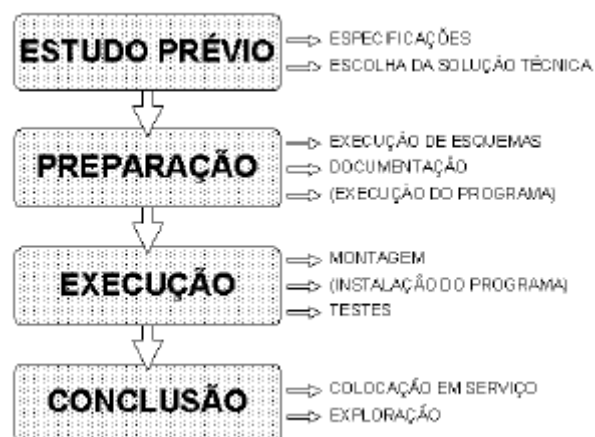 ESTUDO PRÉVIO
ESPECIFICAÇÕES
ESCOLHA DA SOLUÇÃO TÉCNICA
PREPARAÇÃO
EXECUÇÃO DE ESQUEMAS
DOCUMENTAÇÃO
(EXECUÇÃO DO PROGRAMA)
EXECUÇÃO
MONTAGEM
(INSTALAÇÃO DO PROGRAMA)
TESTES
CONCLUSÃO
COLOCAÇÃO EM SERVIÇO
EXPLORAÇÃO